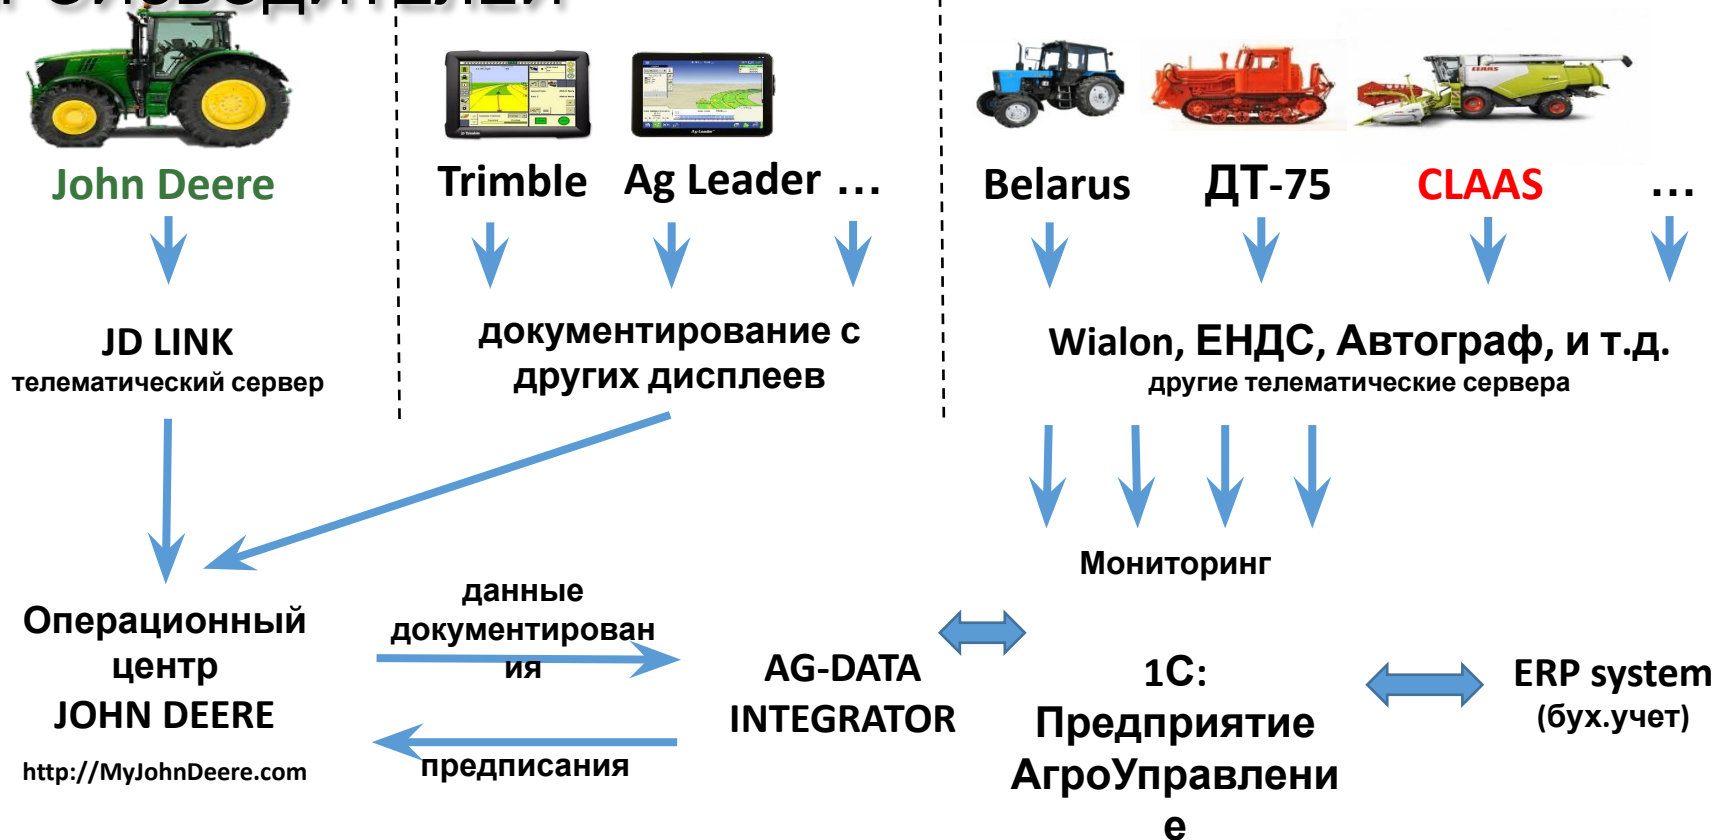 John Deere
Trimble
Ag Leader ...
Belarus
ДТ-75
CLAAS
...
JD LINK
телематический сервер
документирование с
других дисплеев
Wialon, ЕНДС, Автограф, и т.д.
другие телематические сервера
Мониторинг
Операционный
центр
JOHN DEERE
http://MyJohnDeere.com
данные
документирован
ия
предписания
AG-DATA
INTEGRATOR
1С:
Предприятие
АгроУправлени
е
ERP system
(бух.учет)